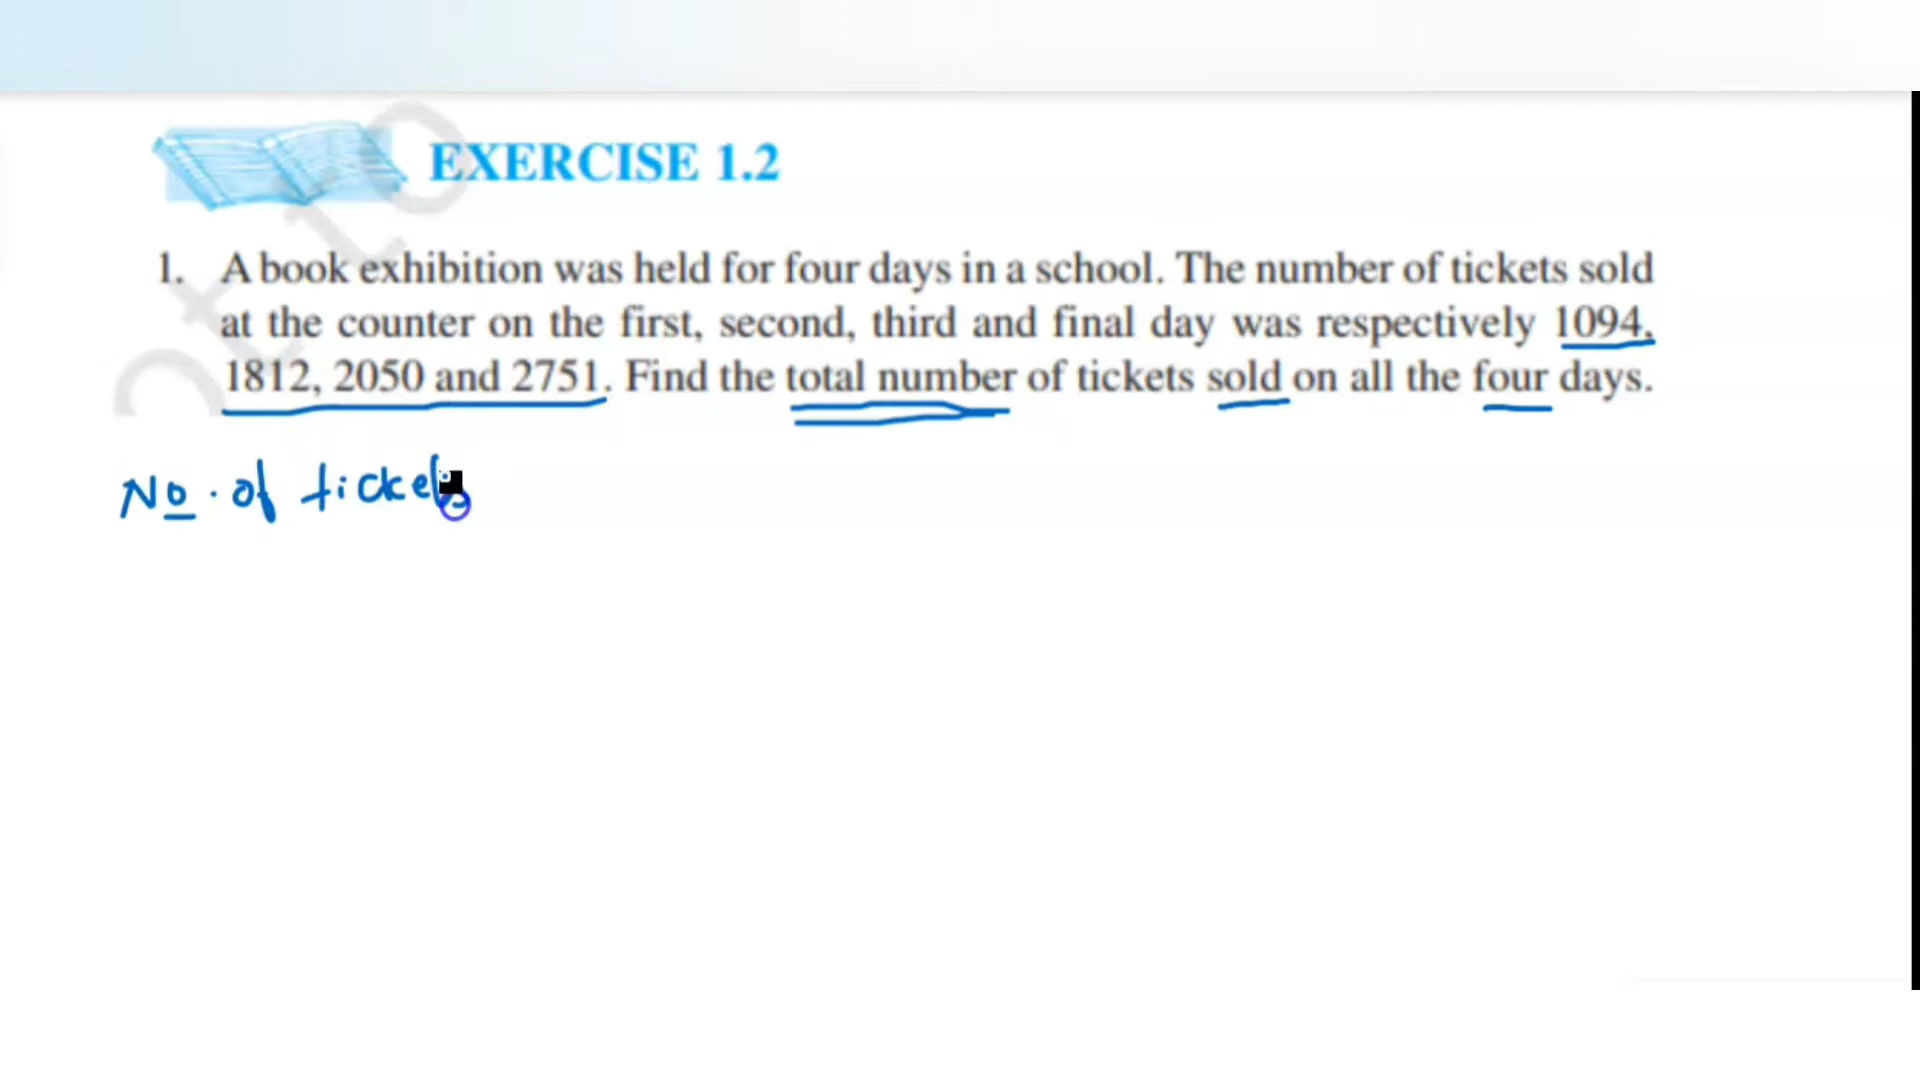 EXERCISE 1.2
1. A book exhibition was held for four days in a school. The number of tickets sold
at the counter on the first, second, third and final day was respectively 1094,
1812, 2050 and 2751. Find the total number of tickets sold on all the four days.
No. of tickets